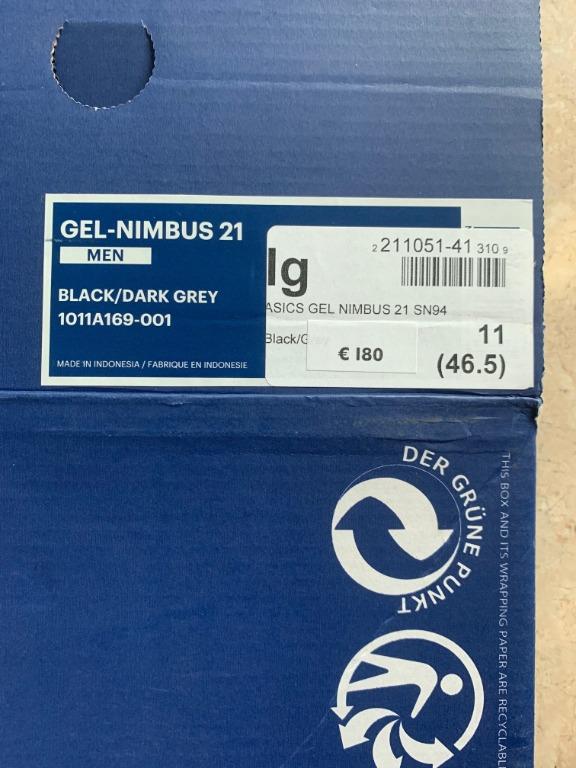 GEL-NIMBUS 21
MEN
BLACK/DARK GREY
1011A169-001
MADE IN INDONESIA / FABRIQUE EN INDONESIE
lg
2 211051-41 310 9
ASICS GEL NIMBUS 21 SN94
Black/G
€ 180
11
(46.5)
DER GRÜNE PUNKT
THIS BOX AND ITS WRAPPING PAPER ARE RECYCLABLE